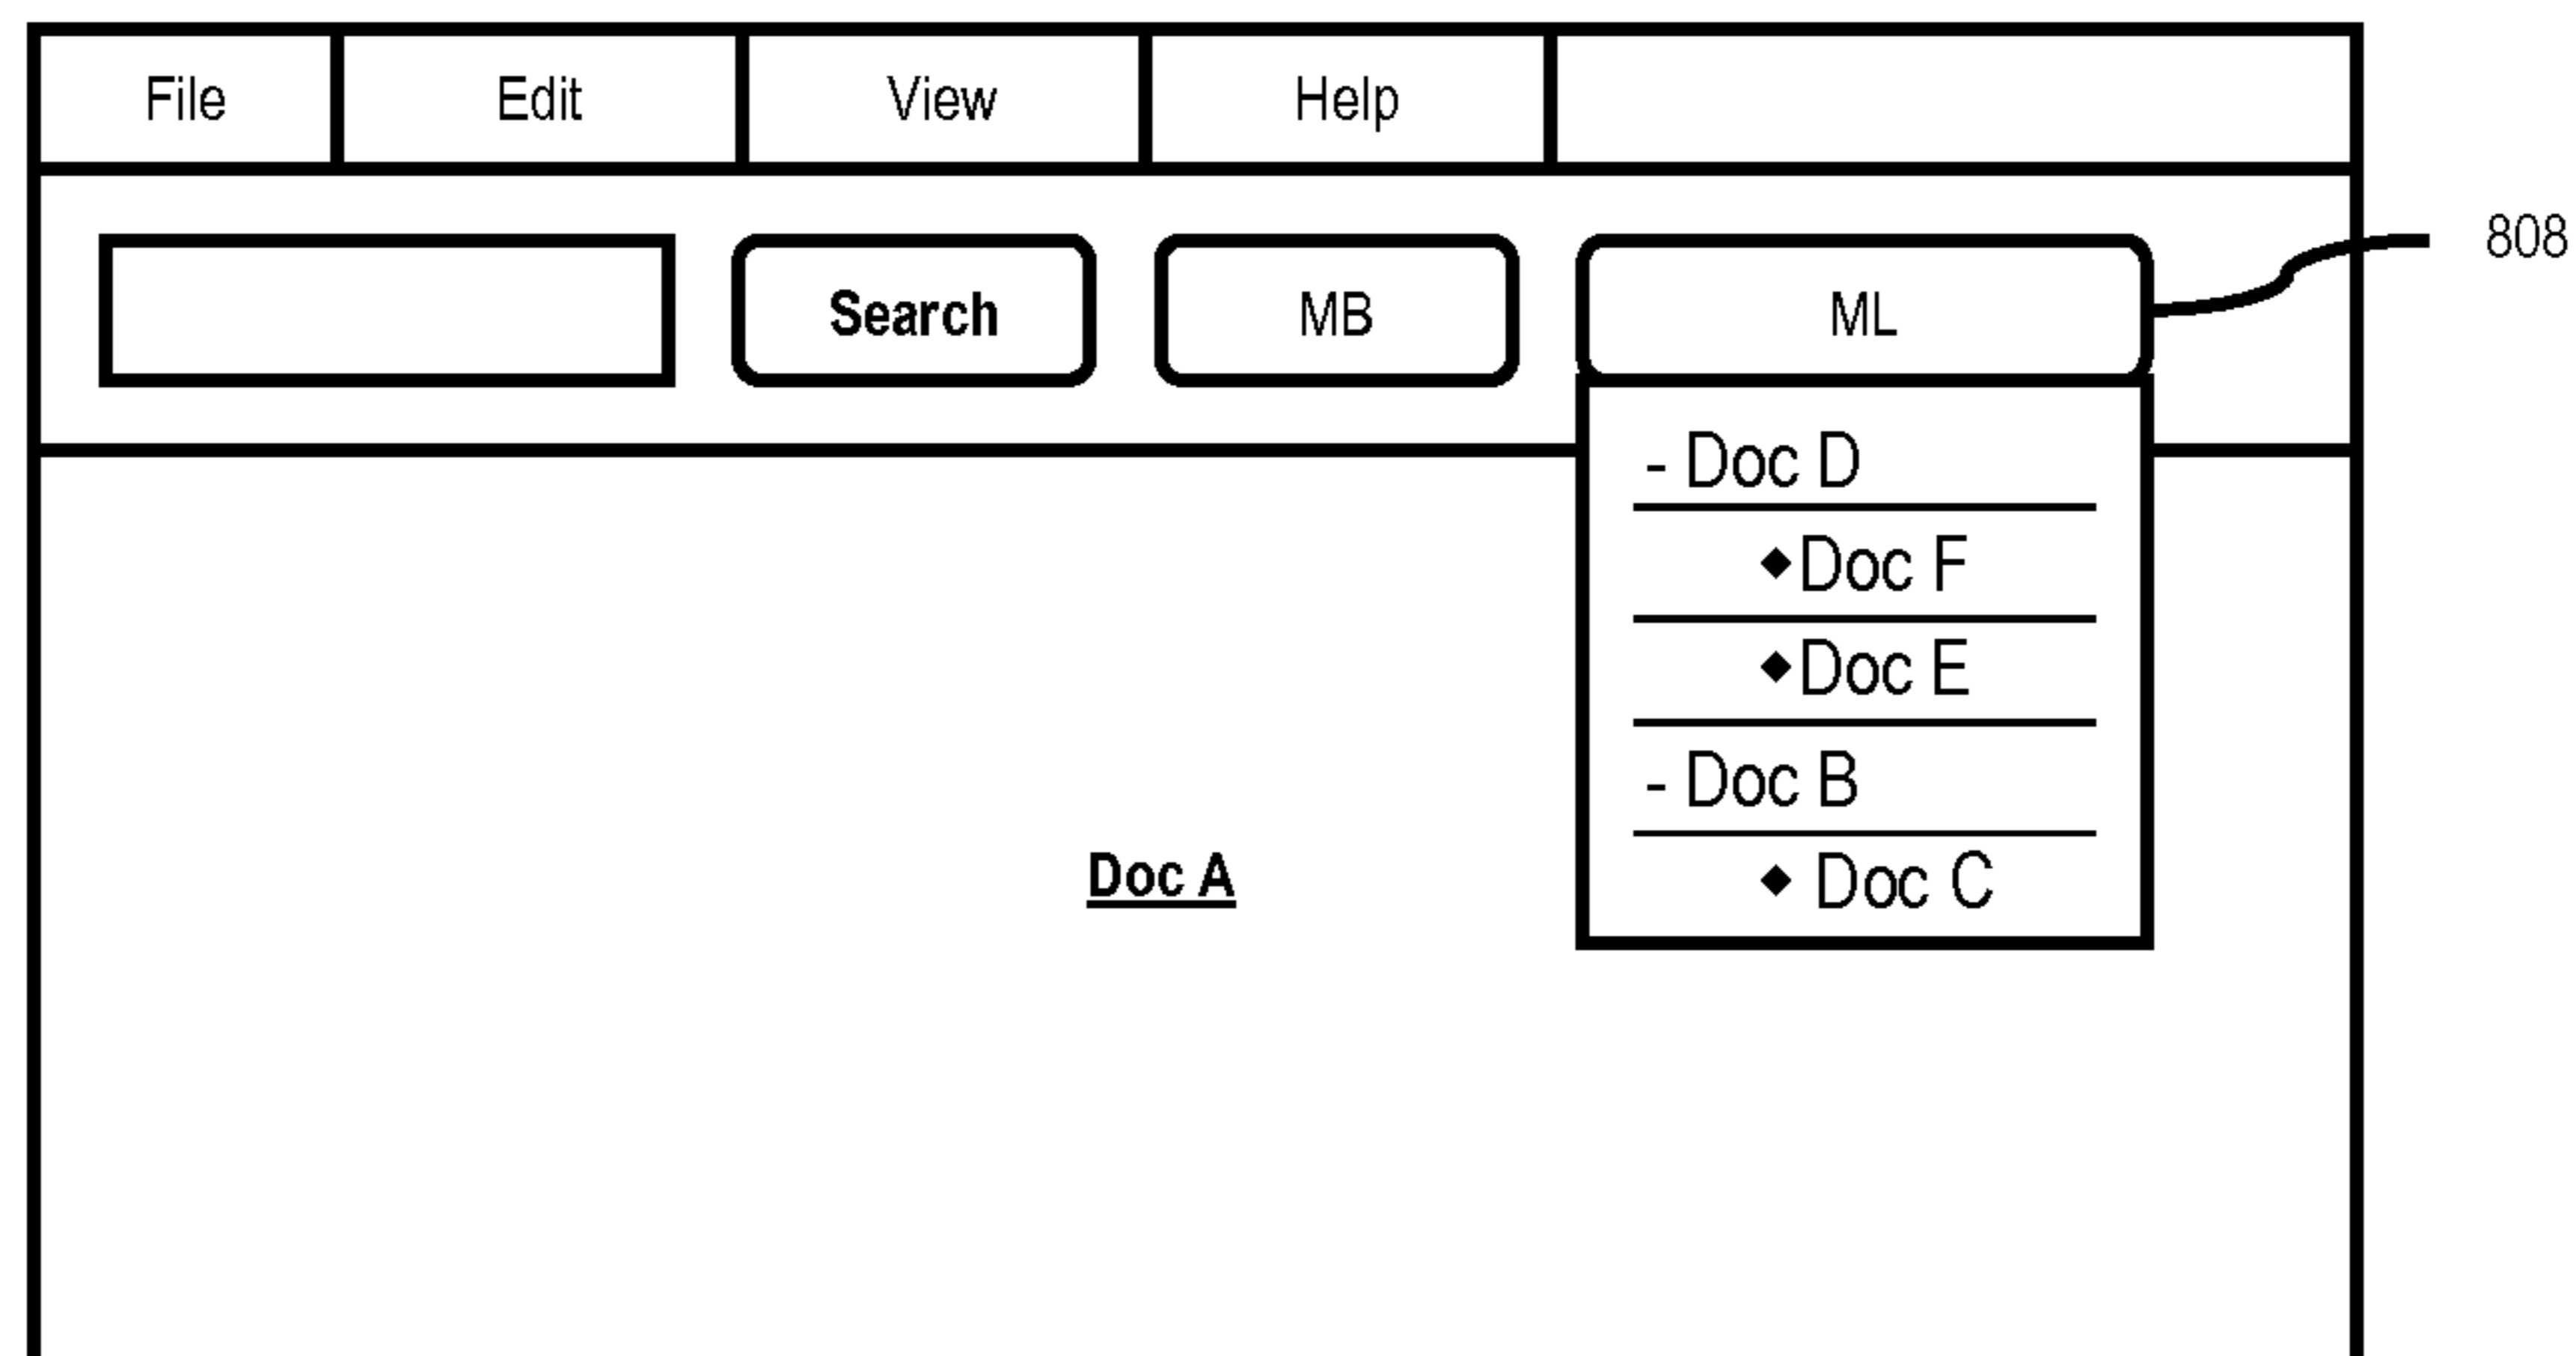 File Edit View Help
808
Search MB ML
- Doc D
◆Doc F
◆Doc E
- Doc B
Doc A
◆ Doc C